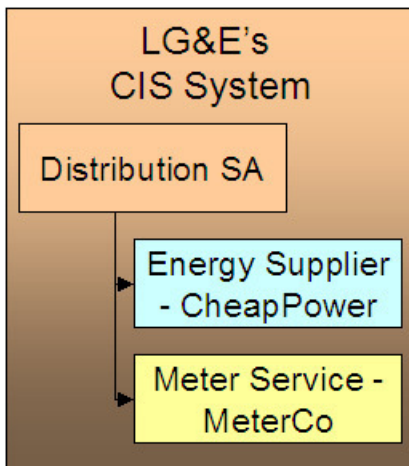 LG&E's
CIS System
Distribution SA
Energy Supplier
- CheapPower
Meter Service -
MeterCo